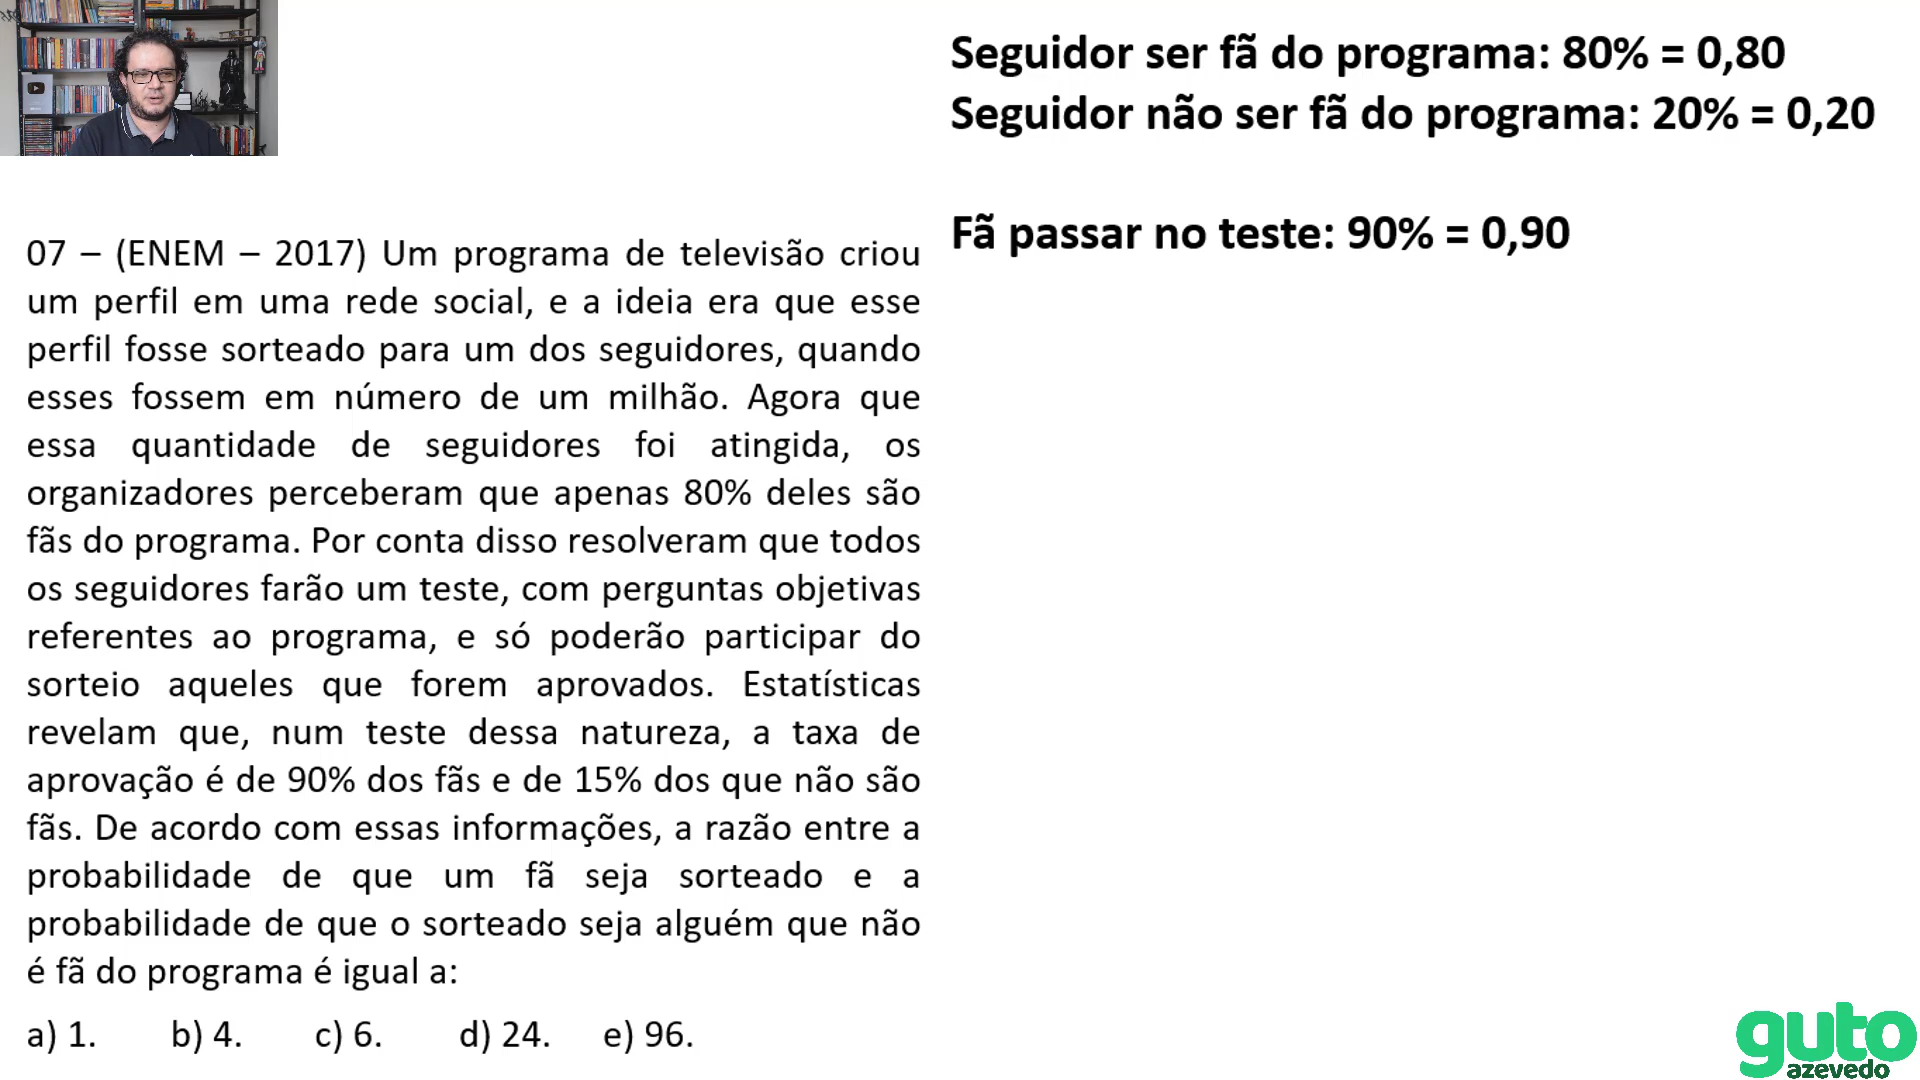 Seguidor ser fã do programa: 80% = 0,80
Seguidor não ser fã do programa: 20% = 0,20
Fã passar no teste: 90% = 0,90
07 – (ENEM – 2017) Um programa de televisão criou
um perfil em uma rede social, e a ideia era que esse
perfil fosse sorteado para um dos seguidores, quando
esses fossem em número de um milhão. Agora que
essa quantidade de seguidores foi atingida, os
organizadores perceberam que apenas 80% deles são
fãs do programa. Por conta disso resolveram que todos
os seguidores farão um teste, com perguntas objetivas
referentes ao programa, e só poderão participar do
sorteio aqueles que forem aprovados. Estatísticas
revelam que, num teste dessa natureza, a taxa de
aprovação é de 90% dos fãs e de 15% dos que não são
fãs. De acordo com essas informações, a razão entre a
probabilidade de que um fã seja sorteado e a
probabilidade de que o sorteado seja alguém que não
é fã do programa é igual a:
a) 1. b) 4. c) 6. d) 24. e) 96.
guto
azevedo